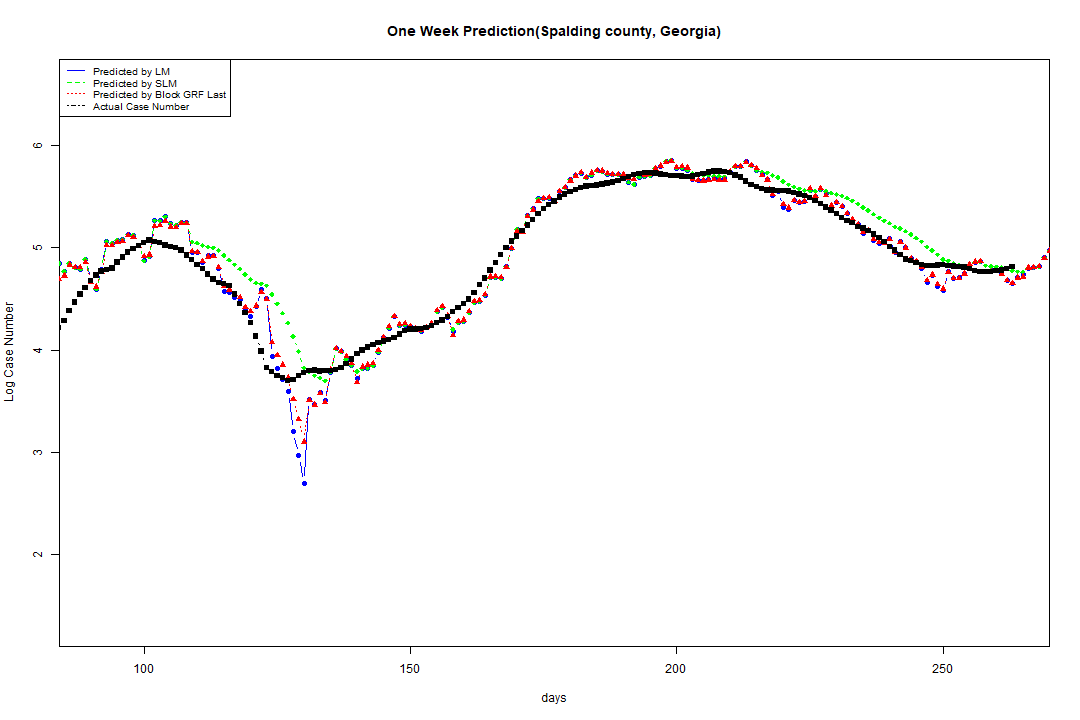 One Week Prediction(Spalding county, Georgia)
Predicted by LM
Predicted by SLM
Predicted by Block GRF Last
Actual Case Number
6
5
4
3
2
Log Case Number
100 150 200 250
days